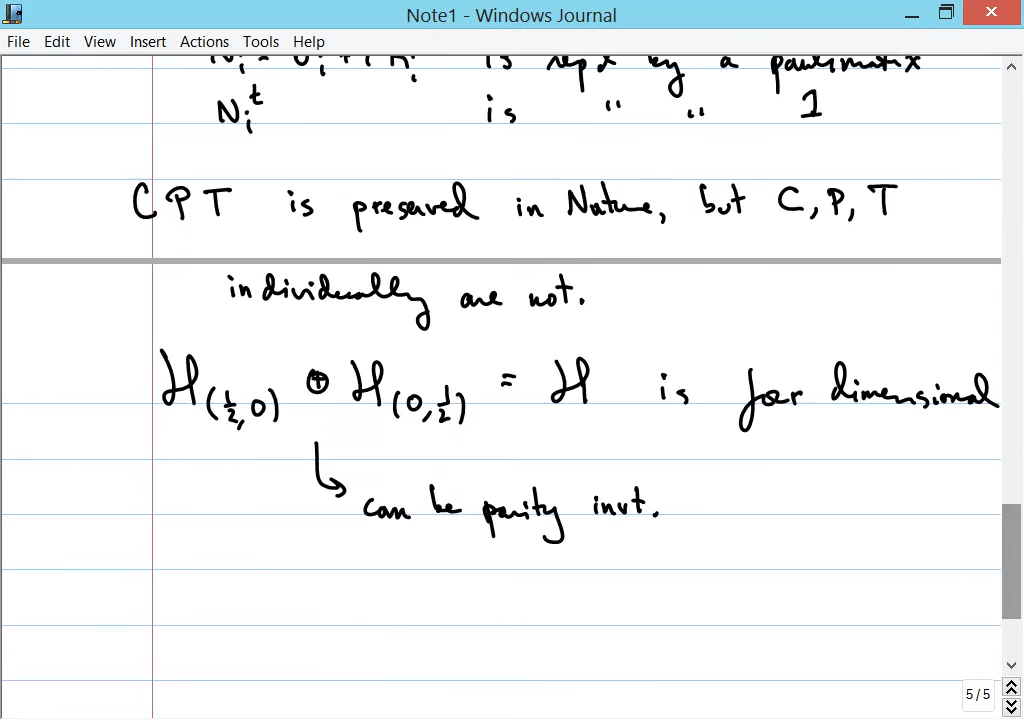 Note1 - Windows Journal
File Edit View Insert Actions Tools Help
is repd by a pauli matrix
N_i^t is " " 1
CPT is preserved in Nature, but C, P, T
individually are not.
H_(1/2,0) ⊕ H_(0,1/2) = H is four dimensional
↳ can be parity invt.
5/5